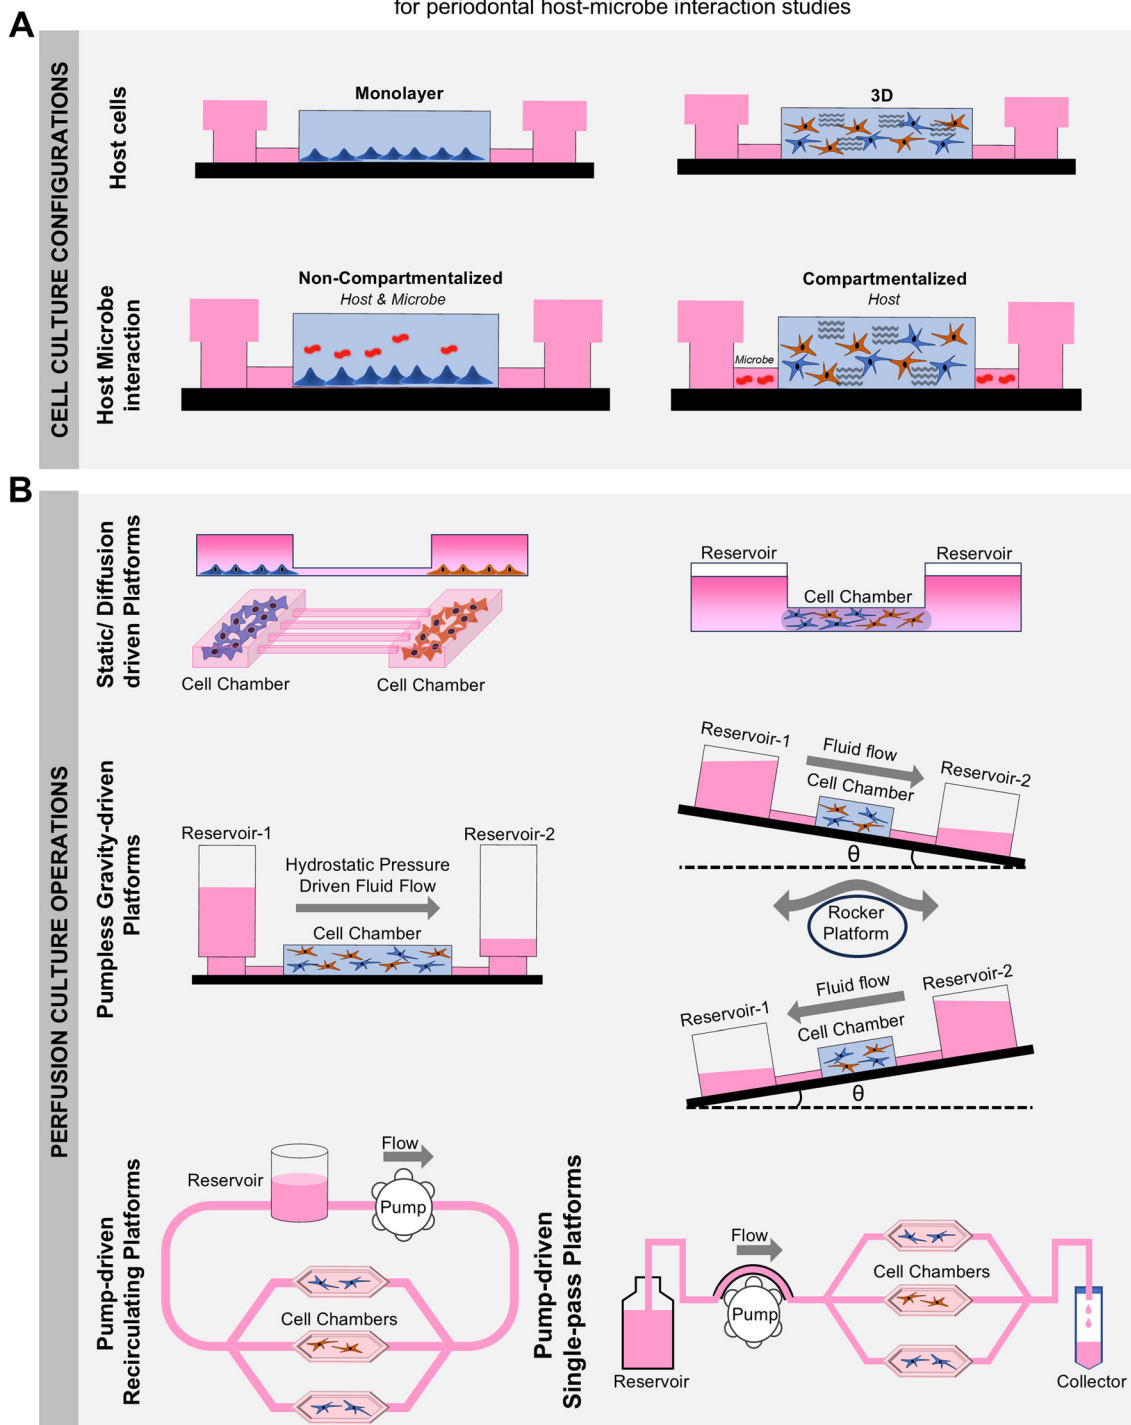 for periodontal host-microbe interaction studies
A
CELL CULTURE CONFIGURATIONS
Host cells
Monolayer
3D
Host Microbe
interaction
Non-Compartmentalized
Host & Microbe
Compartmentalized
Host
Microbe
B
PERFUSION CULTURE OPERATIONS
Static/ Diffusion
driven Platforms
Cell Chamber
Cell Chamber
Reservoir
Reservoir
Cell Chamber
Pumpless Gravity-driven
Platforms
Reservoir-1
Reservoir-2
Hydrostatic Pressure
Driven Fluid Flow
Cell Chamber
Reservoir-1
Fluid flow
Cell Chamber
Reservoir-2
θ
Rocker
Platform
Reservoir-1
Fluid flow
Cell Chamber
Reservoir-2
θ
Pump-driven
Recirculating Platforms
Reservoir
Flow
Pump
Cell Chambers
Pump-driven
Single-pass Platforms
Flow
Pump
Cell Chambers
Reservoir
Collector